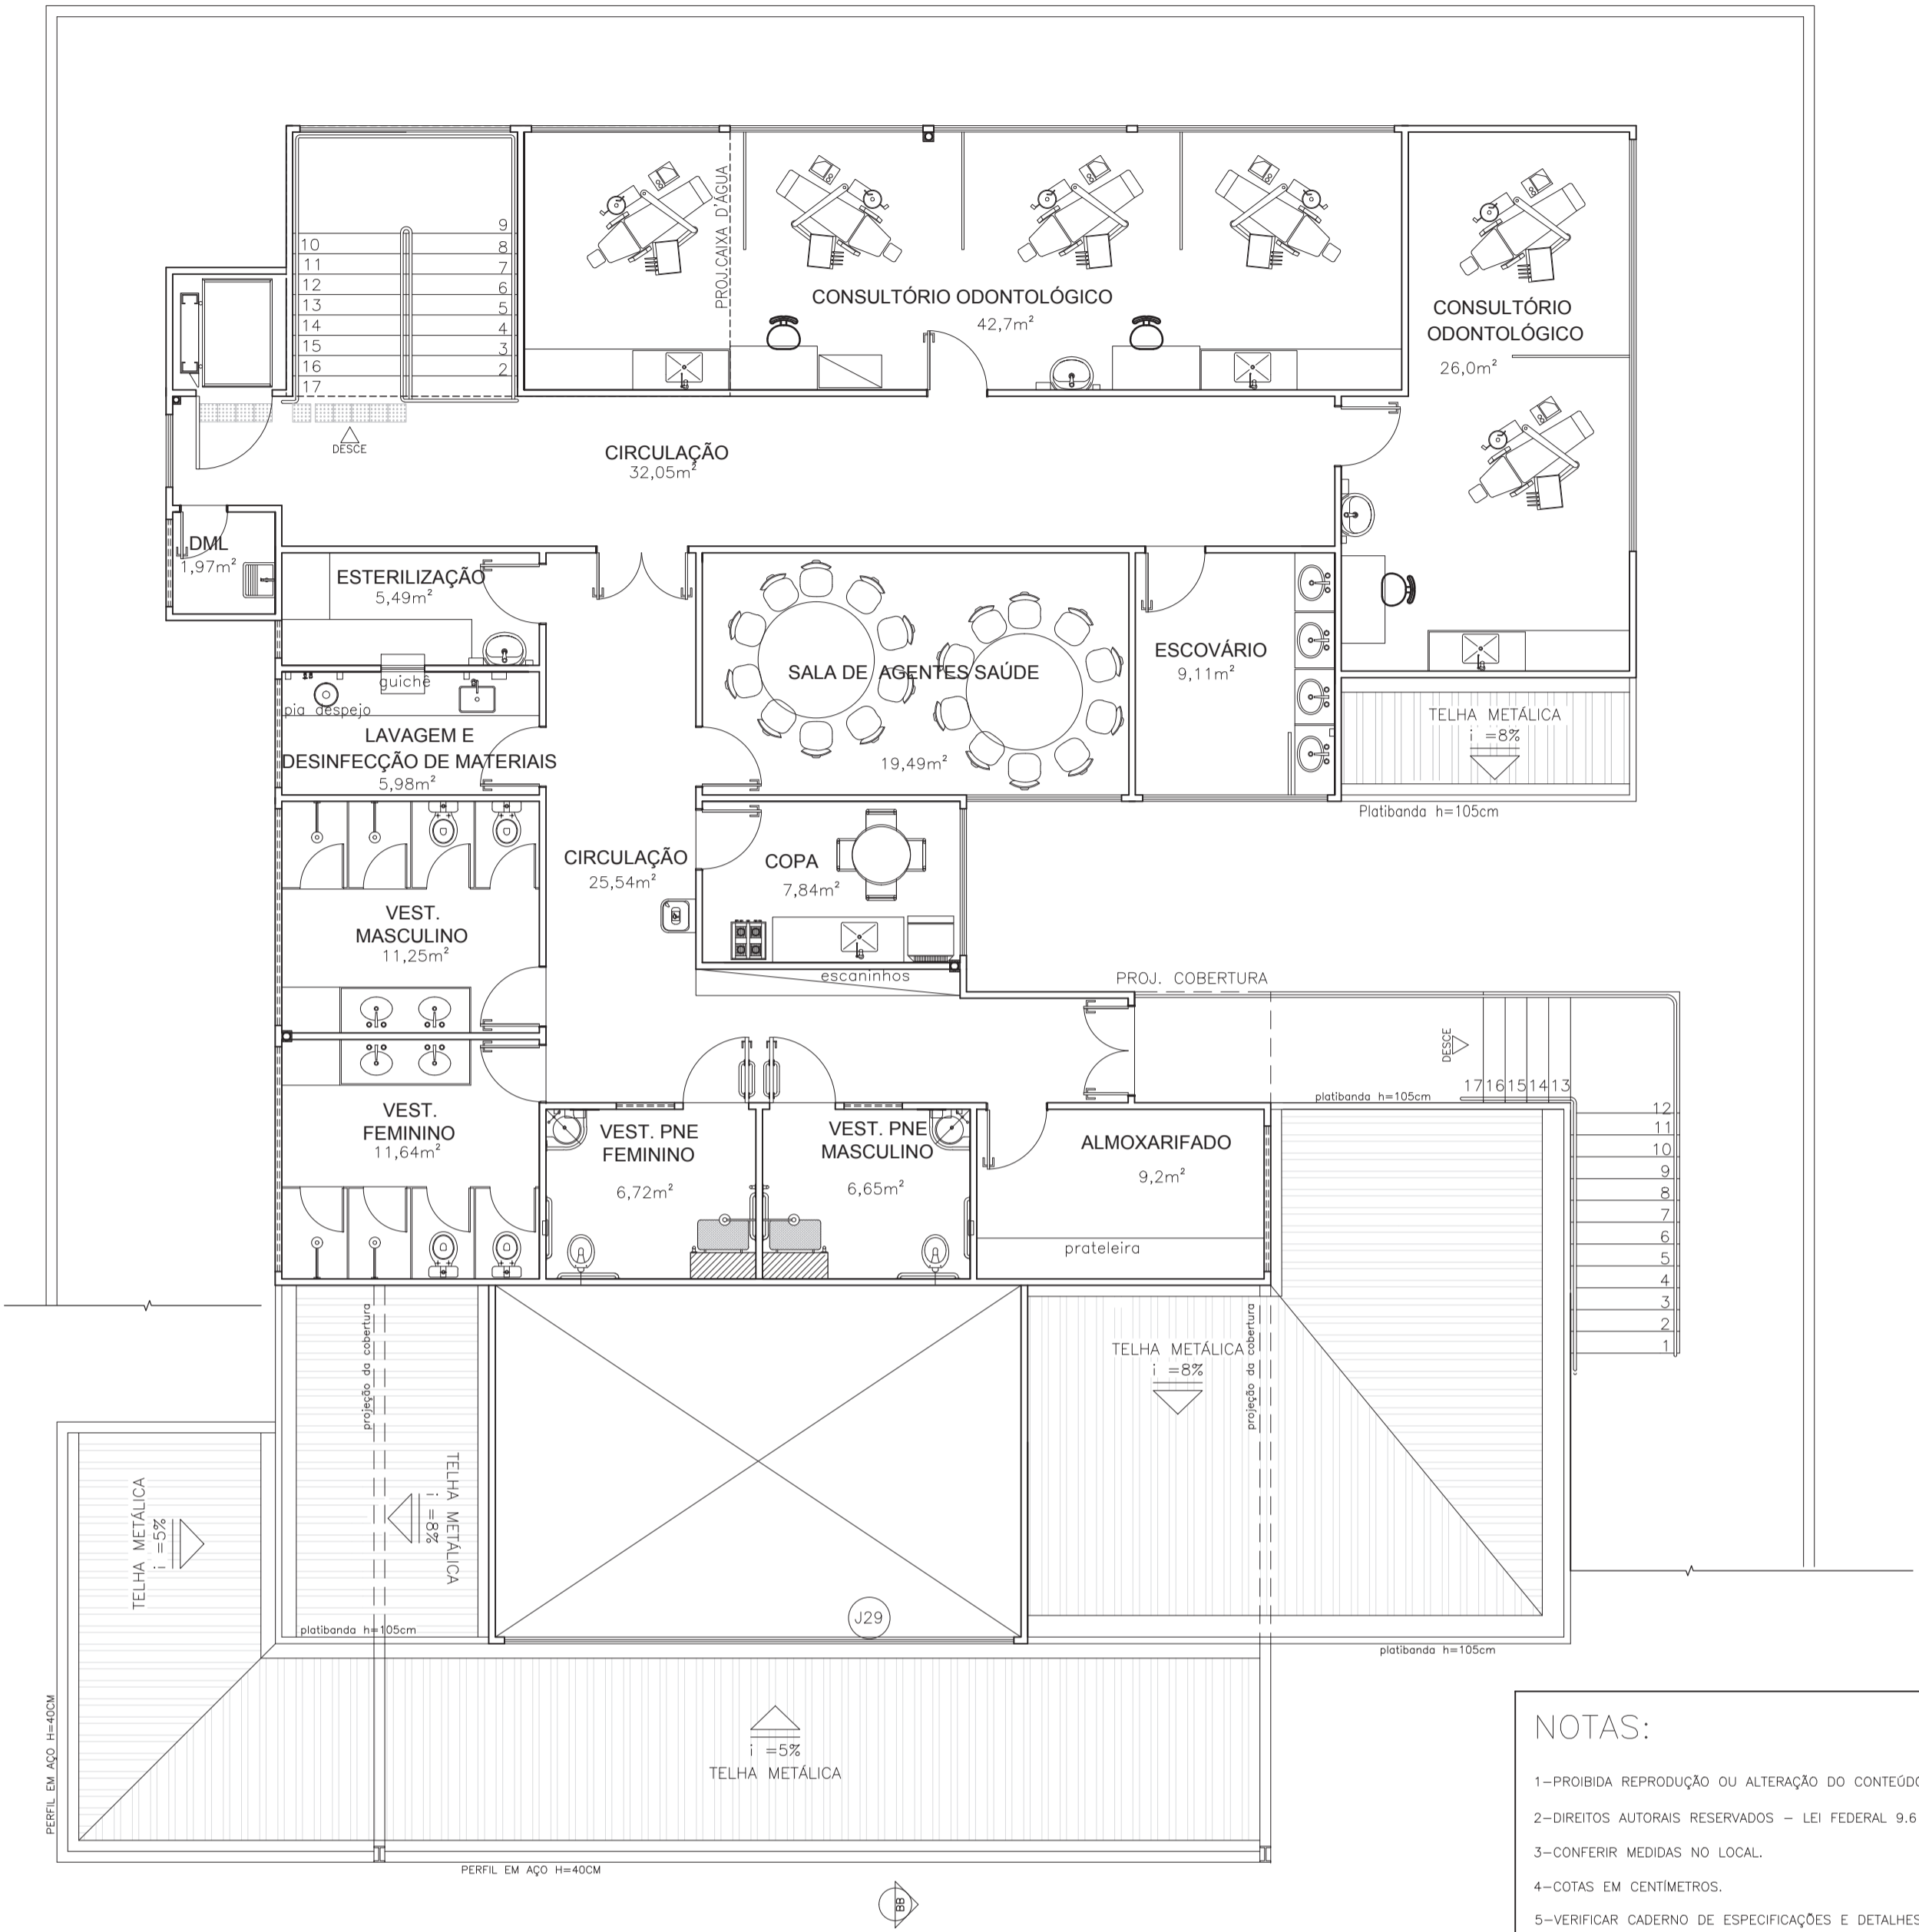 PROJ.CAIXA D'ÁGUA
9
10
8
11
7
12
6
13
5
14
4
15
3
16
2
17
CONSULTÓRIO ODONTOLÓGICO
42,7m²
CONSULTÓRIO
ODONTOLÓGICO
26,0m²
DESCE
CIRCULAÇÃO
32,05m²
DML
1,97m²
ESTERILIZAÇÃO
5,49m²
guichê
pia despejo
LAVAGEM E
DESINFECÇÃO DE MATERIAIS
5,98m²
SALA DE AGENTES SAÚDE
19,49m²
ESCOVÁRIO
9,11m²
TELHA METÁLICA
i =8%
Platibanda h=105cm
CIRCULAÇÃO
25,54m²
COPA
7,84m²
escaninhos
VEST.
MASCULINO
11,25m²
PROJ. COBERTURA
DESCE
17 16 15 14 13
platibanda h=105cm
12
11
10
9
8
7
6
5
4
3
2
1
VEST.
FEMININO
11,64m²
VEST. PNE
FEMININO
6,72m²
VEST. PNE
MASCULINO
6,65m²
ALMOXARIFADO
9,2m²
prateleira
projeção da cobertura
TELHA METÁLICA
i =8%
projeção da cobertura
TELHA METÁLICA
i =8%
TELHA METÁLICA
i =5%
platibanda h=105cm
J29
platibanda h=105cm
PERFIL EM AÇO H=40CM
i =5%
TELHA METÁLICA
PERFIL EM AÇO H=40CM
BB
NOTAS:
1-PROIBIDA REPRODUÇÃO OU ALTERAÇÃO DO CONTEÚDO
2-DIREITOS AUTORAIS RESERVADOS - LEI FEDERAL 9.6
3-CONFERIR MEDIDAS NO LOCAL.
4-COTAS EM CENTÍMETROS.
5-VERIFICAR CADERNO DE ESPECIFICAÇÕES E DETALHES